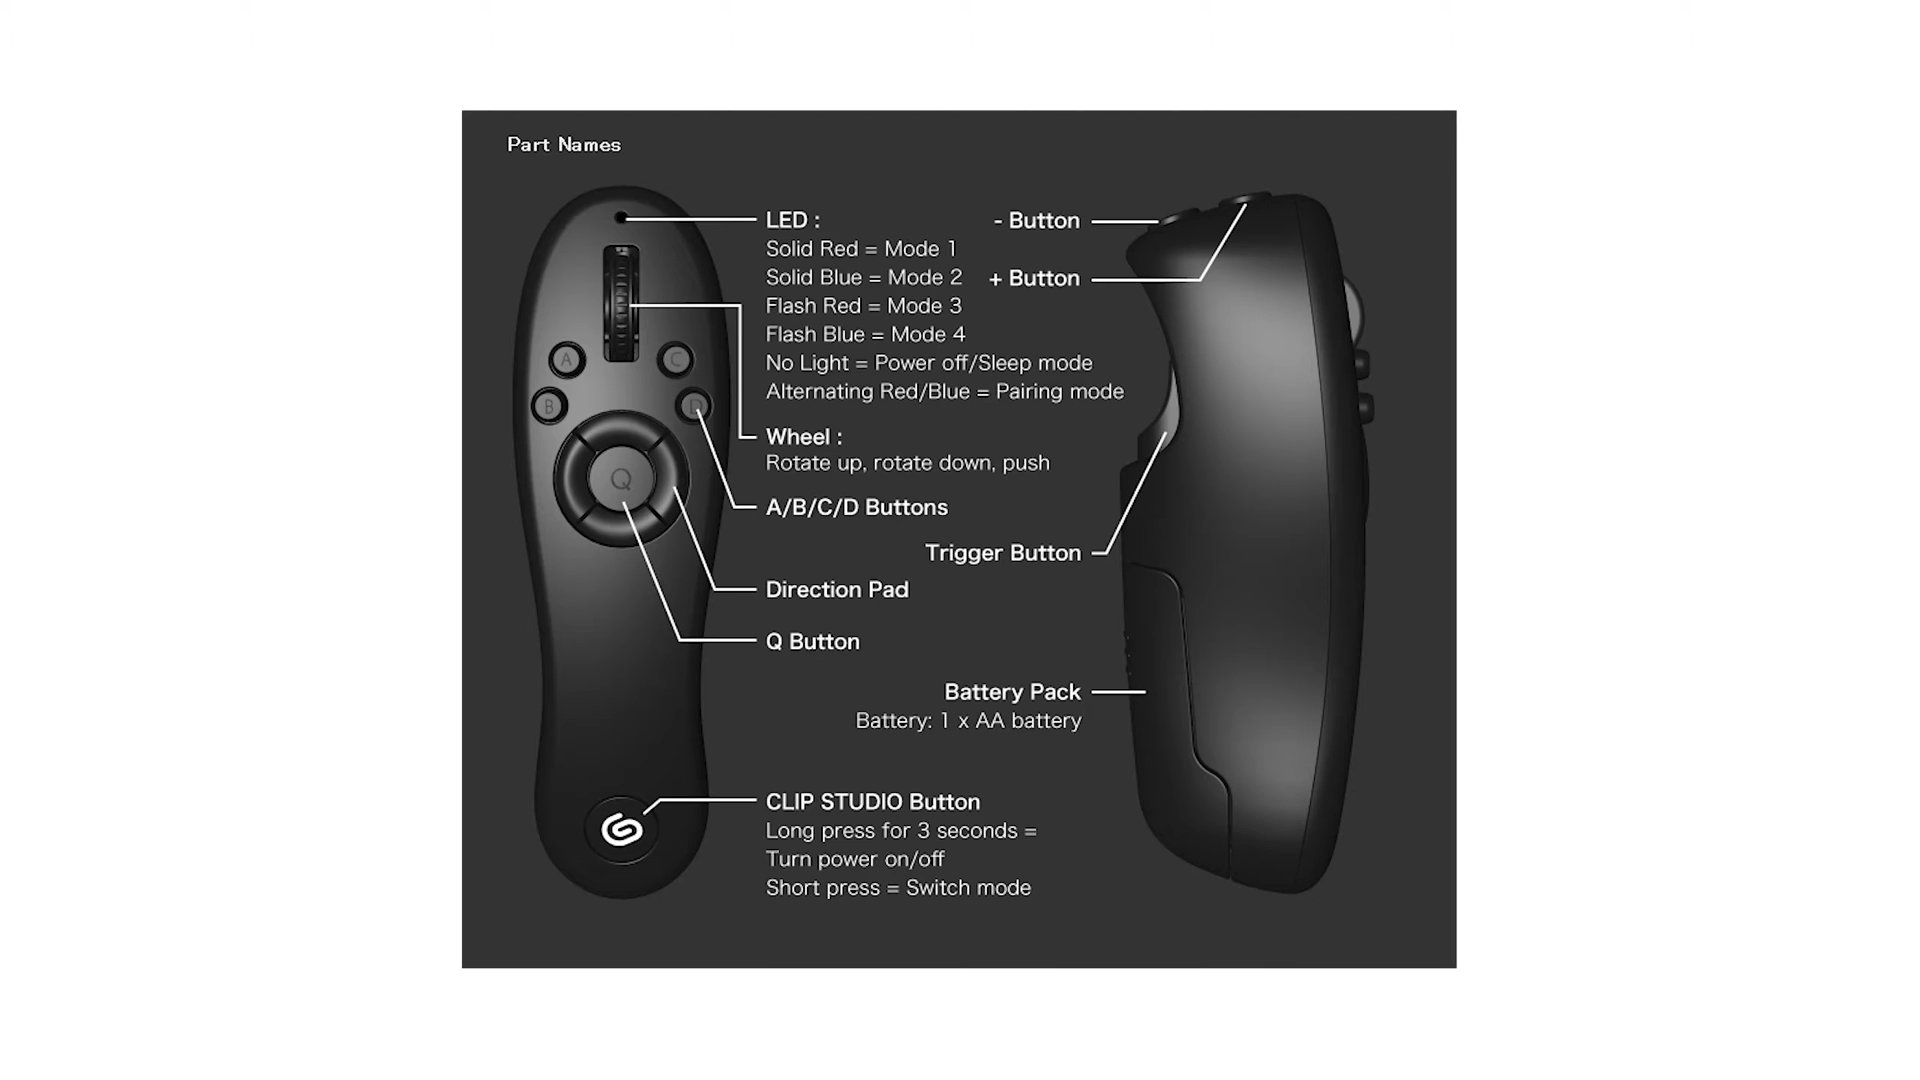 Part Names
LED :
Solid Red = Mode 1
Solid Blue = Mode 2
Flash Red = Mode 3
Flash Blue = Mode 4
No Light = Power off/Sleep mode
Alternating Red/Blue = Pairing mode
Wheel :
Rotate up, rotate down, push
A/B/C/D Buttons
Direction Pad
Q Button
CLIP STUDIO Button
Long press for 3 seconds =
Turn power on/off
Short press = Switch mode
A
C
B
D
Q
- Button
+ Button
Trigger Button
Battery Pack
Battery: 1 x AA battery